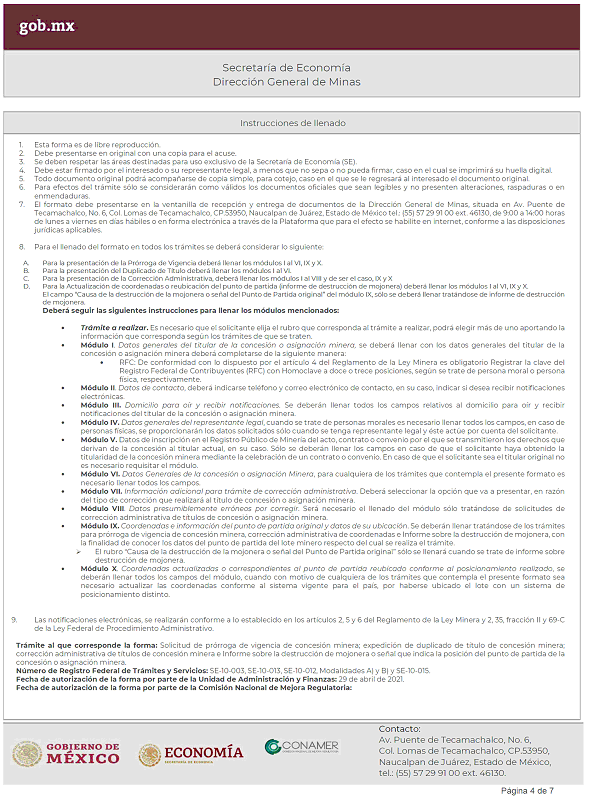 gob.mx
Secretaría de Economía
Dirección General de Minas
Instrucciones de llenado
1. Esta forma es de libre reproducción.
2. Debe presentarse en original con una copia para el acuse.
3. Se deben respetar las áreas destinadas para uso exclusivo de la Secretaría de Economía (SE).
4. Debe estar firmado por el interesado o su representante legal, a menos que no sepa o no pueda firmar, caso en el cual se imprimirá su huella digital.
5. Todo documento original podrá acompañarse de copia simple, para cotejo, caso en el que se le regresará al interesado el documento original.
6. Para efectos del trámite sólo se considerarán como válidos los documentos oficiales que sean legibles y no presenten alteraciones, raspaduras o en
enmendaduras.
7. El formato debe presentarse en la ventanilla de recepción y entrega de documentos de la Dirección General de Minas, situada en Av. Puente de
Tecamachalco, No. 6, Col. Lomas de Tecamachalco, CP.53950, Naucalpan de Juárez, Estado de México tel.: (55) 57 29 91 00 ext. 46130, de 9:00 a 14:00 horas
de lunes a viernes en días hábiles o en forma electrónica a través de la Plataforma que para el efecto se habilite en internet, conforme a las disposiciones
jurídicas aplicables.
8. Para el llenado del formato en todos los trámites se deberá considerar lo siguiente:
A. Para la presentación de la Prórroga de Vigencia deberá llenar los módulos I al VI, IX y X.
B. Para la presentación del Duplicado de Título deberá llenar los módulos I al VI.
C. Para la presentación de la Corrección Administrativa, deberá llenar los módulos I al VIII y de ser el caso, IX y X
D. Para la Actualización de coordenadas o reubicación del punto de partida (informe de destrucción de mojonera) deberá llenar los módulos I al VI, IX y X.
El campo “Causa de la destrucción de la mojonera o señal del Punto de Partida original” del módulo IX, sólo se deberá llenar tratándose de informe de destrucción
de mojonera.
Deberá seguir las siguientes instrucciones para llenar los módulos mencionados:
• Trámite a realizar. Es necesario que el solicitante elija el rubro que corresponda al trámite a realizar, podrá elegir más de uno aportando la
información que corresponda según los trámites de que se traten.
• Módulo I. Datos generales del titular de la concesión o asignación minera, se deberá llenar con los datos generales del titular de la
concesión o asignación minera deberá completarse de la siguiente manera:
• RFC: De conformidad con lo dispuesto por el artículo 4 del Reglamento de la Ley Minera es obligatorio Registrar la clave del
Registro Federal de Contribuyentes (RFC) con Homoclave a doce o trece posiciones, según se trate de persona moral o persona
física, respectivamente.
• Módulo II. Datos de contacto, deberá indicarse teléfono y correo electrónico de contacto, en su caso, indicar si desea recibir notificaciones
electrónicas.
• Módulo III. Domicilio para oír y recibir notificaciones. Se deberán llenar todos los campos relativos al domicilio para oír y recibir
notificaciones del titular de la concesión o asignación minera.
• Módulo IV. Datos generales del representante legal, cuando se trate de personas morales es necesario llenar todos los campos, en caso de
personas físicas, se proporcionarán los datos solicitados sólo cuando se tenga representante legal y éste actúe por cuenta del solicitante.
• Módulo V. Datos de inscripción en el Registro Público de Minería del acto, contrato o convenio por el que se transmitieron los derechos que
derivan de la concesión al titular actual, en su caso. Sólo se deberán llenar los campos en caso de que el solicitante haya obtenido la
titularidad de la concesión minera mediante la celebración de un contrato o convenio. En caso de que el solicitante sea el titular original no
es necesario requisitar el módulo.
• Módulo VI. Datos Generales de la concesión o asignación Minera, para cualquiera de los trámites que contempla el presente formato es
necesario llenar todos los campos.
• Módulo VII. Información adicional para trámite de corrección administrativa. Deberá seleccionar la opción que va a presentar, en razón
del tipo de corrección que realizará al título de concesión o asignación minera.
• Módulo VIII. Datos presumiblemente erróneos por corregir. Será necesario el llenado del módulo sólo tratándose de solicitudes de
corrección administrativa de títulos de concesión o asignación minera.
• Módulo IX. Coordenadas e información del punto de partida original y datos de su ubicación. Se deberán llenar tratándose de los trámites
para prórroga de vigencia de concesión minera, corrección administrativa de coordenadas e Informe sobre la destrucción de mojonera, con
la finalidad de conocer los datos del punto de partida del lote minero respecto del cual se realiza el trámite.
➢ El rubro “Causa de la destrucción de la mojonera o señal del Punto de Partida original” sólo se llenará cuando se trate de informe sobre
destrucción de mojonera.
• Módulo X. Coordenadas actualizadas o correspondientes al punto de partida reubicado conforme al posicionamiento realizado, se
deberán llenar todos los campos del módulo, cuando con motivo de cualquiera de los trámites que contempla el presente formato sea
necesario actualizar las coordenadas conforme al sistema vigente para el país, por haberse ubicado el lote con un sistema de
posicionamiento distinto.
9. Las notificaciones electrónicas, se realizarán conforme a lo establecido en los artículos 2, 5 y 6 del Reglamento de la Ley Minera y 2, 35, fracción II y 69-C
de la Ley Federal de Procedimiento Administrativo.
Trámite al que corresponde la forma: Solicitud de prórroga de vigencia de concesión minera; expedición de duplicado de título de concesión minera;
corrección administrativa de títulos de concesión minera e Informe sobre la destrucción de mojonera o señal que indica la posición del punto de partida de la
concesión o asignación minera.
Número de Registro Federal de Trámites y Servicios: SE-10-003, SE-10-013, SE-10-012, Modalidades A) y B) y SE-10-015.
Fecha de autorización de la forma por parte de la Unidad de Administración y Finanzas: 29 de abril de 2021.
Fecha de autorización de la forma por parte de la Comisión Nacional de Mejora Regulatoria:
GOBIERNO DE
MÉXICO
ECONOMÍA
SECRETARÍA DE ECONOMÍA
CONAMER
Contacto:
Av. Puente de Tecamachalco, No. 6,
Col. Lomas de Tecamachalco, CP.53950,
Naucalpan de Juárez, Estado de México,
tel.: (55) 57 29 91 00 ext. 46130.
Página 4 de 7